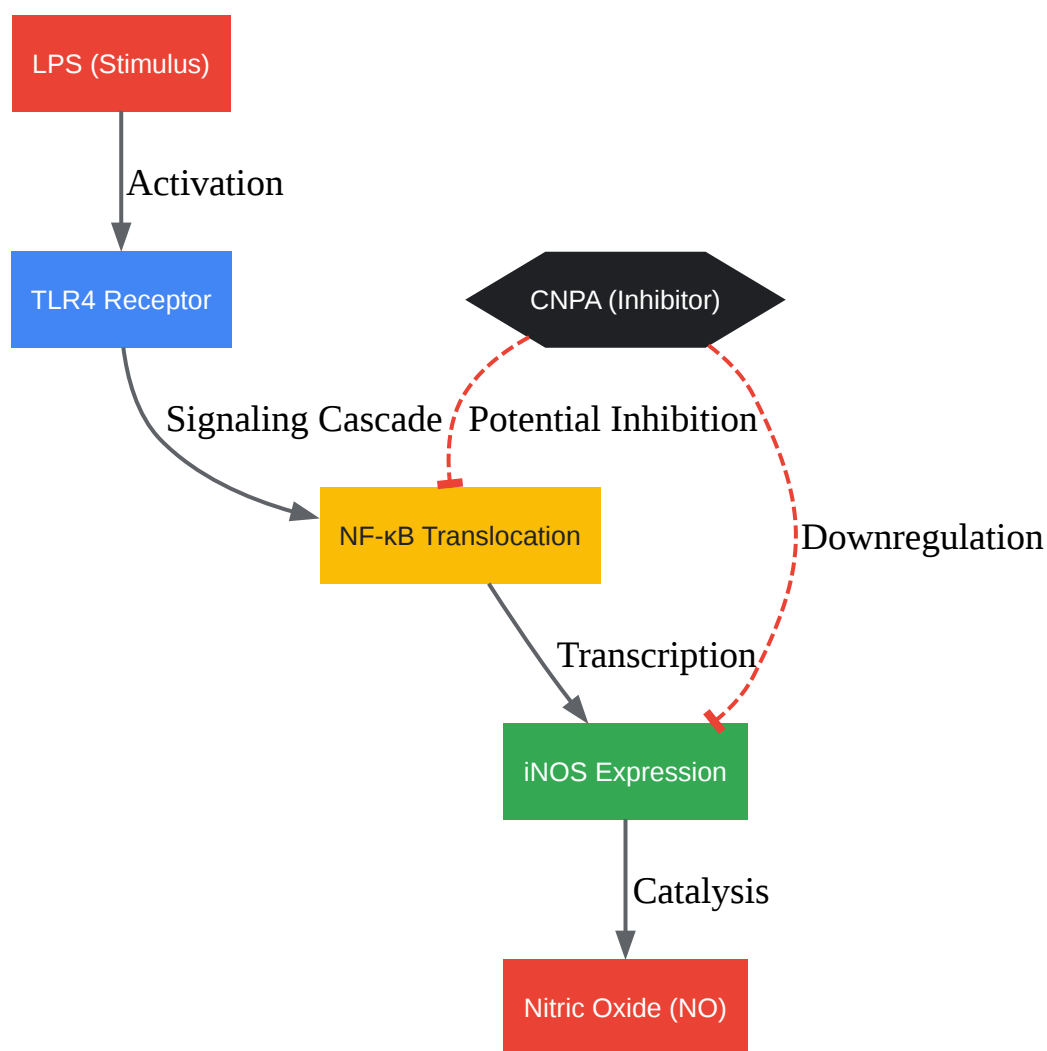 LPS (Stimulus)
Activation
TLR4 Receptor
CNPA (Inhibitor)
Signaling Cascade
Potential Inhibition
NF-κB Translocation
Downregulation
Transcription
iNOS Expression
Catalysis
Nitric Oxide (NO)